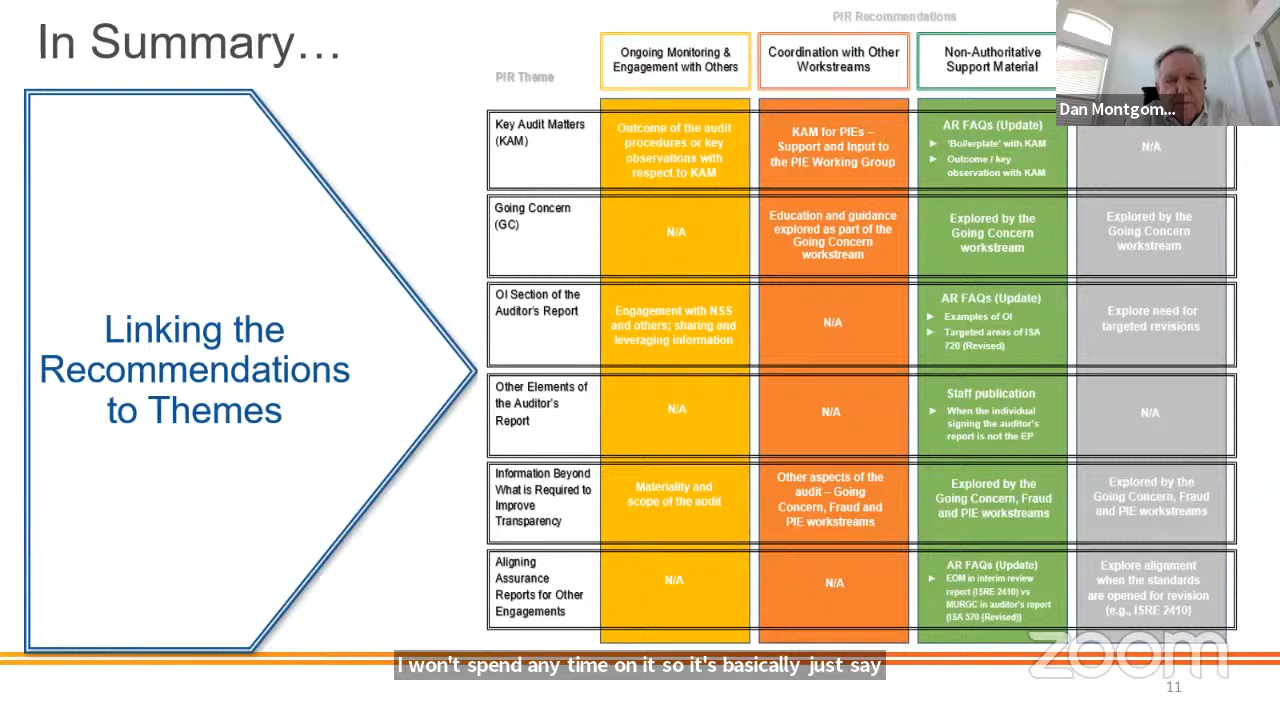 In Summary…
PIR Recommendations
PIR Theme
Ongoing Monitoring &
Engagement with Others
Coordination with Other
Workstreams
Non-Authoritative
Support Material
Dan Montgom...
Key Audit Matters
(KAM)
Outcome of the audit
procedures or key
observations with
respect to KAM
KAM for PIEs –
Support and Input to
the PIE Working Group
AR FAQs (Update)
► 'Boilerplate' with KAM
► Outcome / key
observation with KAM
N/A
Going Concern
(GC)
N/A
Education and guidance
explored as part of the
Going Concern
workstream
Explored by the
Going Concern
workstream
Explored by the
Going Concern
workstream
Linking the
Recommendations
to Themes
OI Section of the
Auditor's Report
Engagement with NSS
and others; sharing and
leveraging information
N/A
AR FAQs (Update)
► Examples of OI
► Targeted areas of ISA
720 (Revised)
Explore need for
targeted revisions
Other Elements of
the Auditor's
Report
N/A
N/A
Staff publication
► When the individual
signing the auditor's
report is not the EP
N/A
Information Beyond
What is Required to
Improve
Transparency
Materiality and
scope of the audit
Other aspects of the
audit – Going
Concern, Fraud and
PIE workstreams
Explored by the
Going Concern, Fraud
and PIE workstreams
Explored by the
Going Concern, Fraud
and PIE workstreams
Aligning
Assurance
Reports for Other
Engagements
N/A
N/A
AR FAQs (Update)
► EOM in interim review
report (ISRE 2410) vs
MURGC in auditor's report
(ISA 570 (Revised))
Explore alignment
when the standards
are opened for revision
(e.g., ISRE 2410)
zoom
I won't spend any time on it so it's basically just say
11